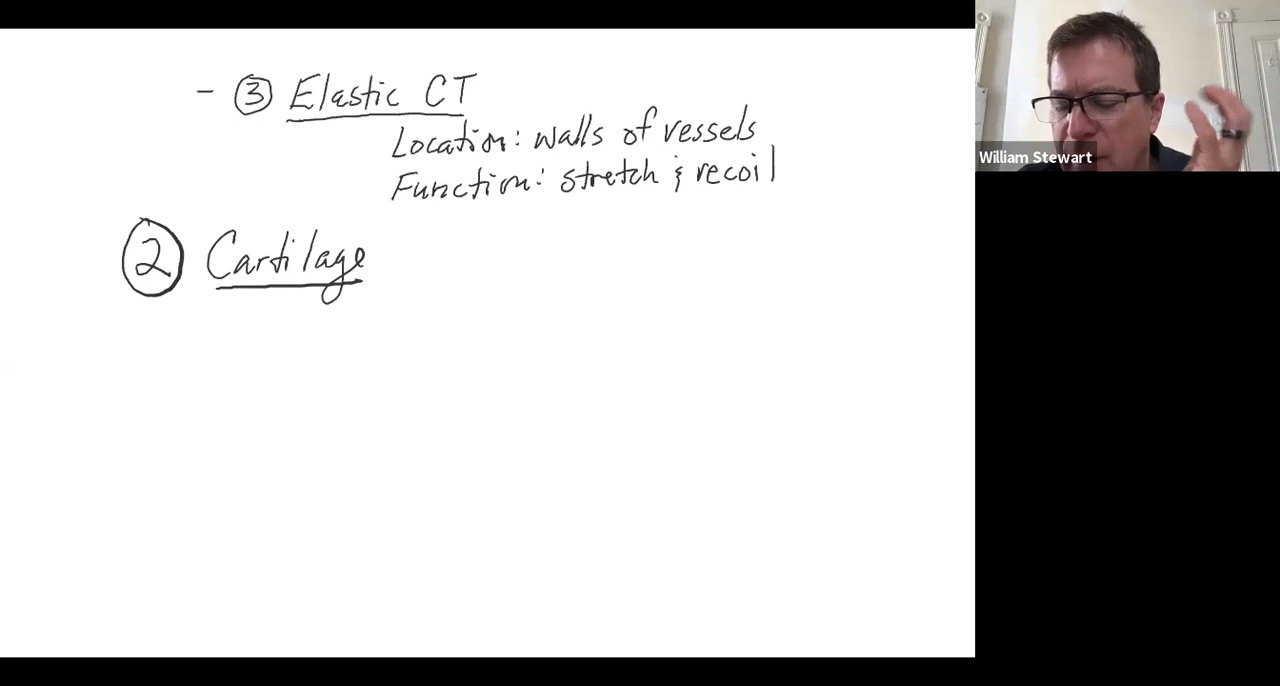 - ③ Elastic CT
Location: walls of vessels
Function: stretch & recoil
② Cartilage
William Stewart